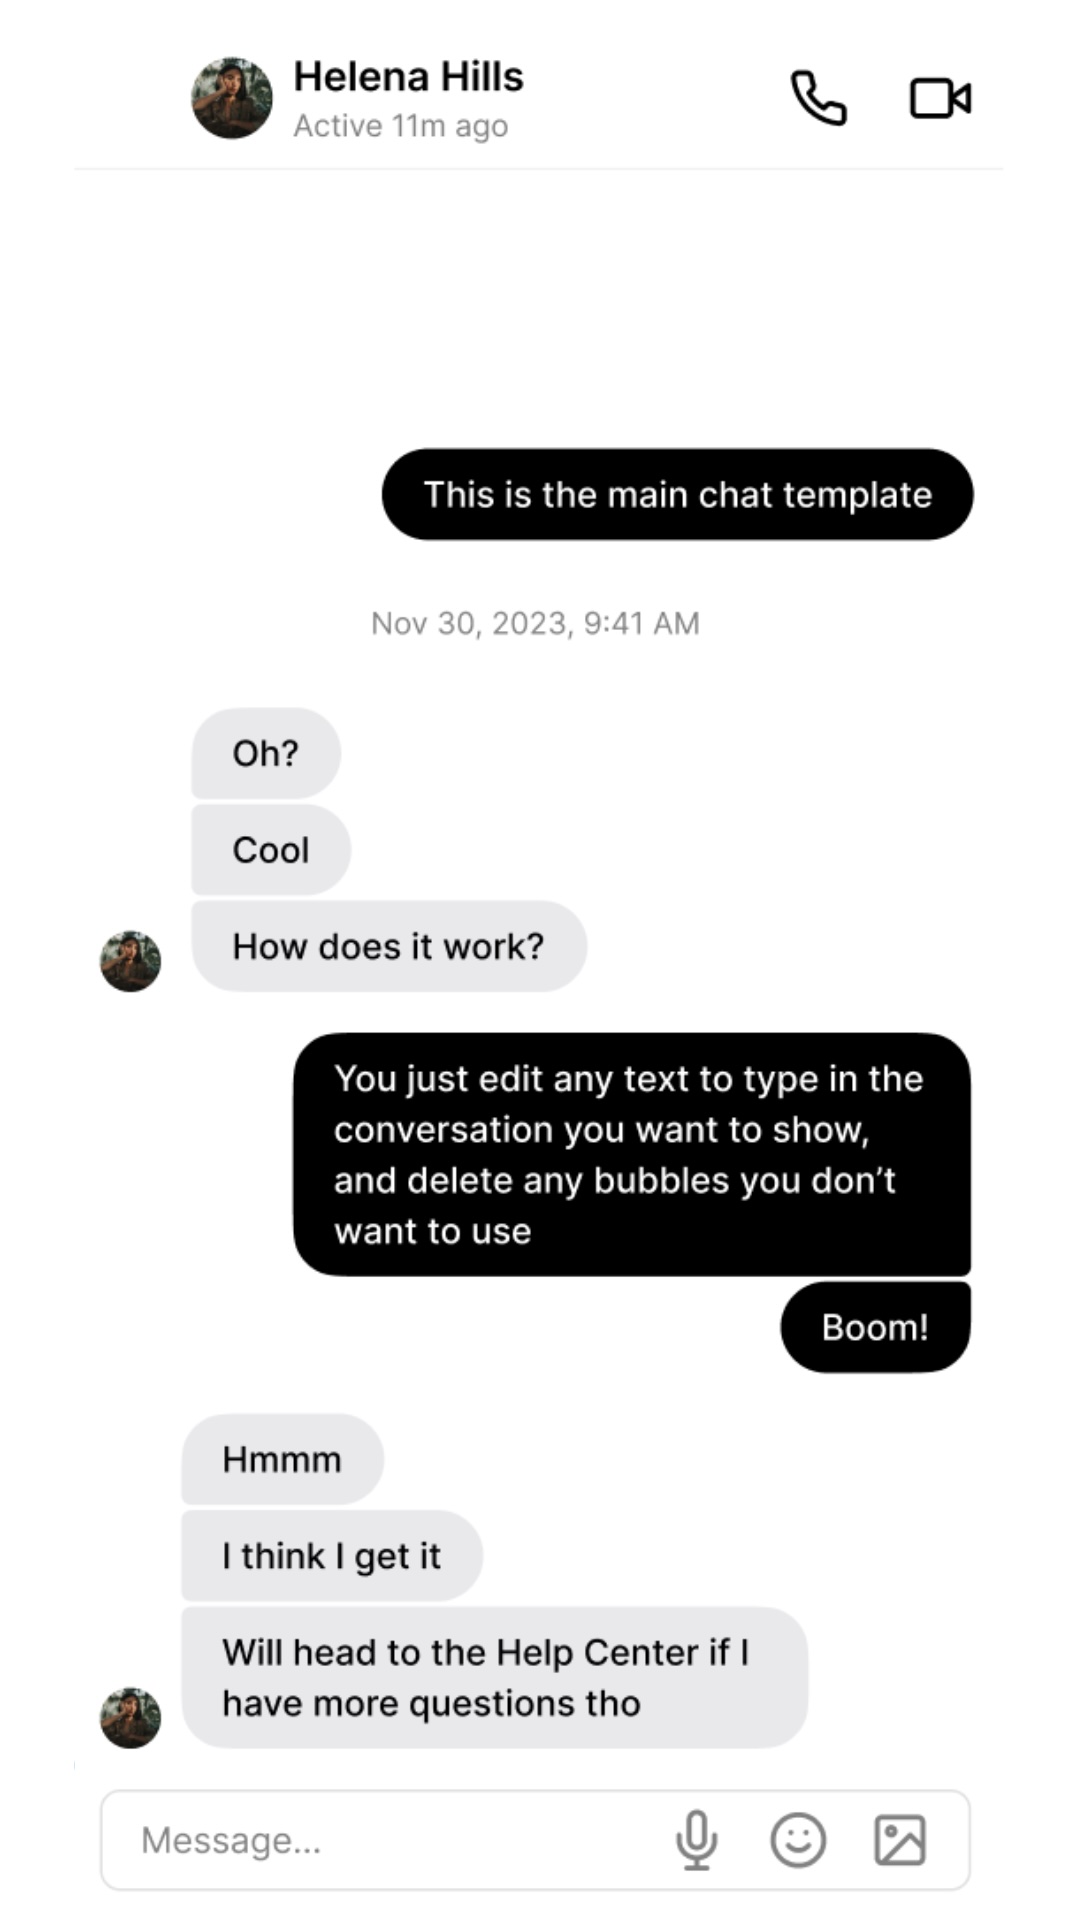 Helena Hills
Active 11m ago
This is the main chat template
Nov 30, 2023, 9:41 AM
Oh?
Cool
How does it work?
You just edit any text to type in the
conversation you want to show,
and delete any bubbles you don’t
want to use
Boom!
Hmmm
I think I get it
Will head to the Help Center if I
have more questions tho
Message...